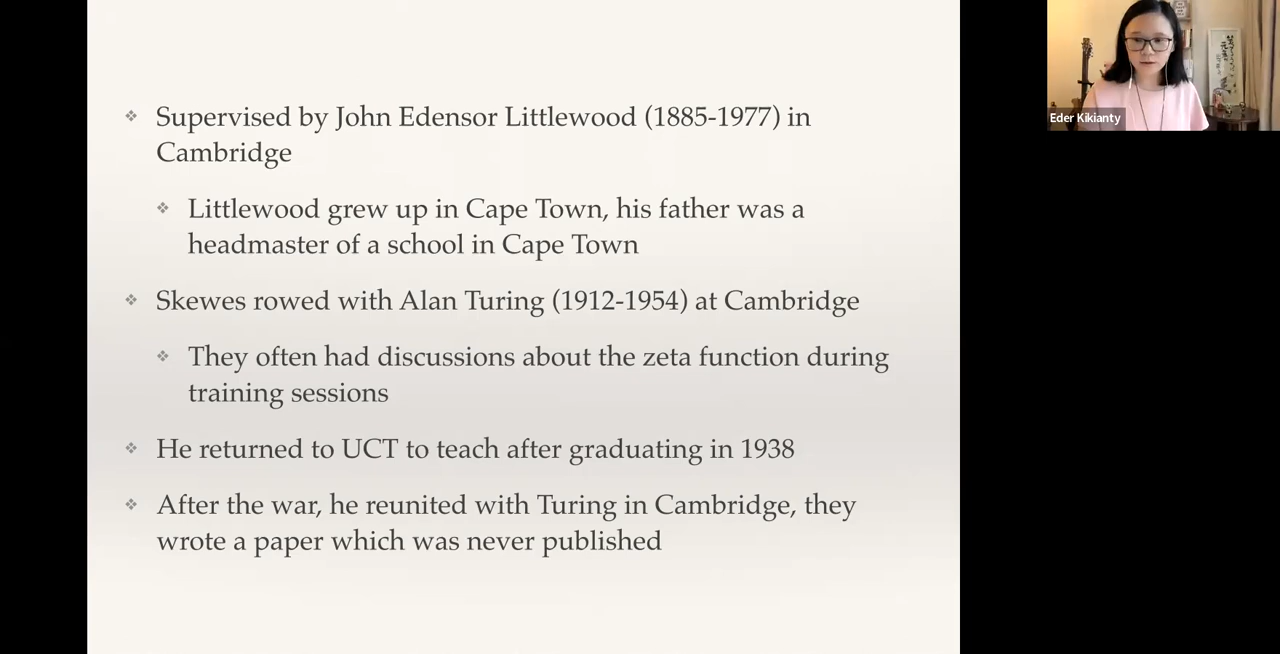 ❖ Supervised by John Edensor Littlewood (1885-1977) in
Cambridge
❖ Littlewood grew up in Cape Town, his father was a
headmaster of a school in Cape Town
❖ Skewes rowed with Alan Turing (1912-1954) at Cambridge
❖ They often had discussions about the zeta function during
training sessions
❖ He returned to UCT to teach after graduating in 1938
❖ After the war, he reunited with Turing in Cambridge, they
wrote a paper which was never published
Eder Kikianty